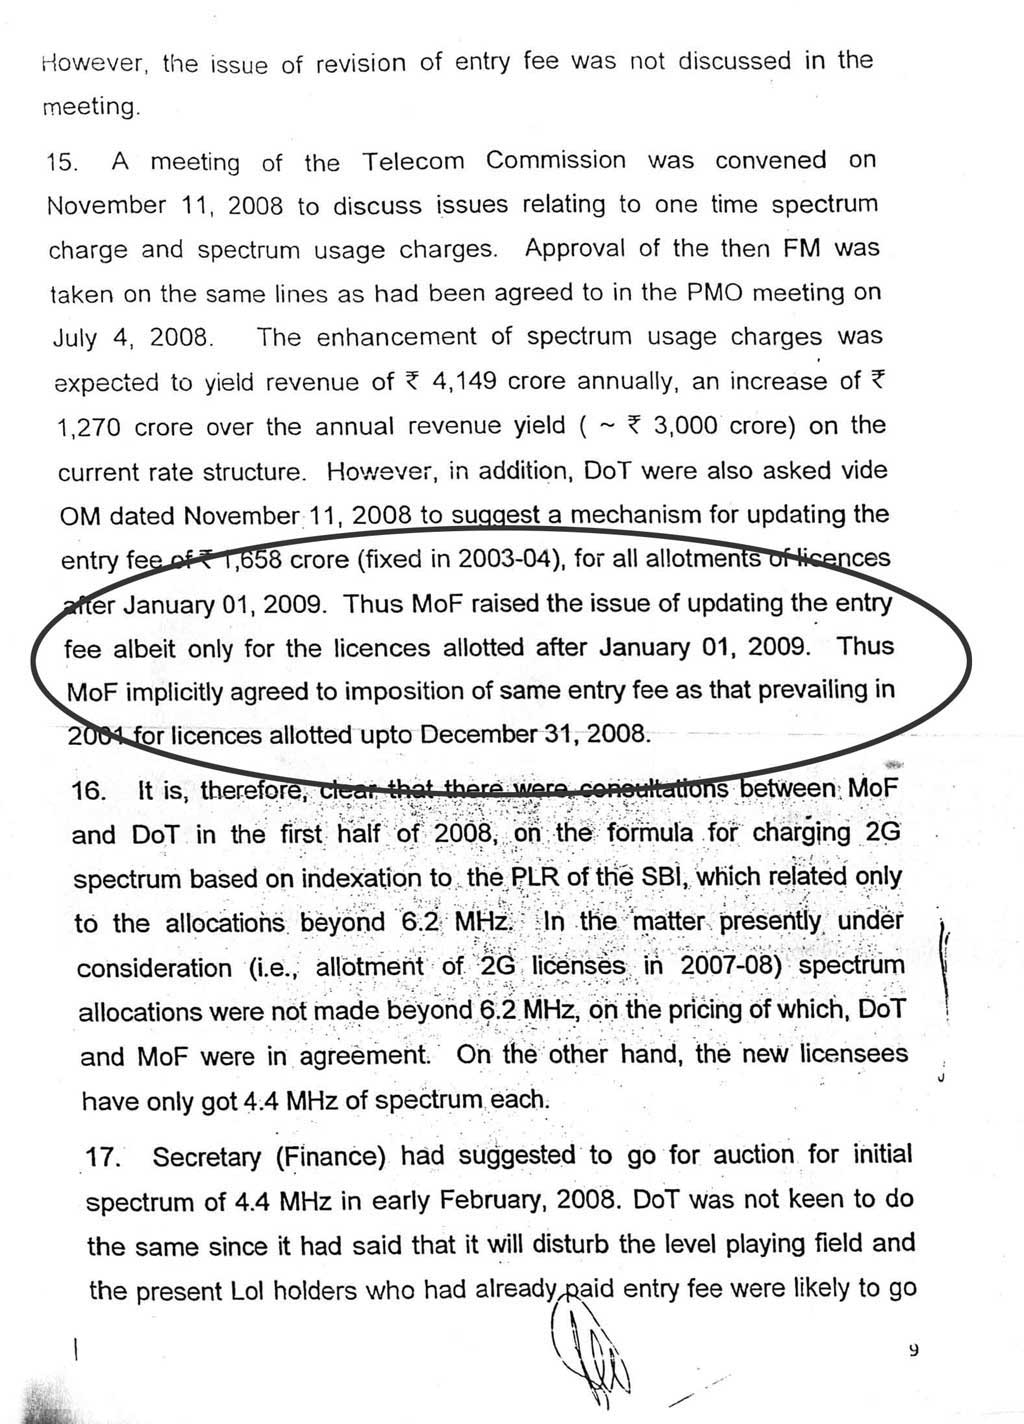 However, the issue of revision of entry fee was not discussed in the
meeting.
15. A meeting of the Telecom Commission was convened on
November 11, 2008 to discuss issues relating to one time spectrum
charge and spectrum usage charges. Approval of the then FM was
taken on the same lines as had been agreed to in the PMO meeting on
July 4, 2008. The enhancement of spectrum usage charges was
expected to yield revenue of ₹ 4,149 crore annually, an increase of ₹
1,270 crore over the annual revenue yield ( ~ ₹ 3,000 crore) on the
current rate structure. However, in addition, DoT were also asked vide
OM dated November 11, 2008 to suggest a mechanism for updating the
entry fee of ₹ 1,658 crore (fixed in 2003-04), for all allotments of licences
after January 01, 2009. Thus MoF raised the issue of updating the entry
fee albeit only for the licences allotted after January 01, 2009. Thus
MoF implicitly agreed to imposition of same entry fee as that prevailing in
2001 for licences allotted upto December 31, 2008.
16. It is, therefore, clear that there were consultations between MoF
and DoT in the first half of 2008, on the formula for charging 2G
spectrum based on indexation to the PLR of the SBI, which related only
to the allocations beyond 6.2 MHz. In the matter presently under
consideration (i.e., allotment of 2G licenses in 2007-08) spectrum
allocations were not made beyond 6.2 MHz, on the pricing of which, DoT
and MoF were in agreement. On the other hand, the new licensees
have only got 4.4 MHz of spectrum each.
17. Secretary (Finance) had suggested to go for auction for initial
spectrum of 4.4 MHz in early February, 2008. DoT was not keen to do
the same since it had said that it will disturb the level playing field and
the present LoI holders who had already paid entry fee were likely to go
9